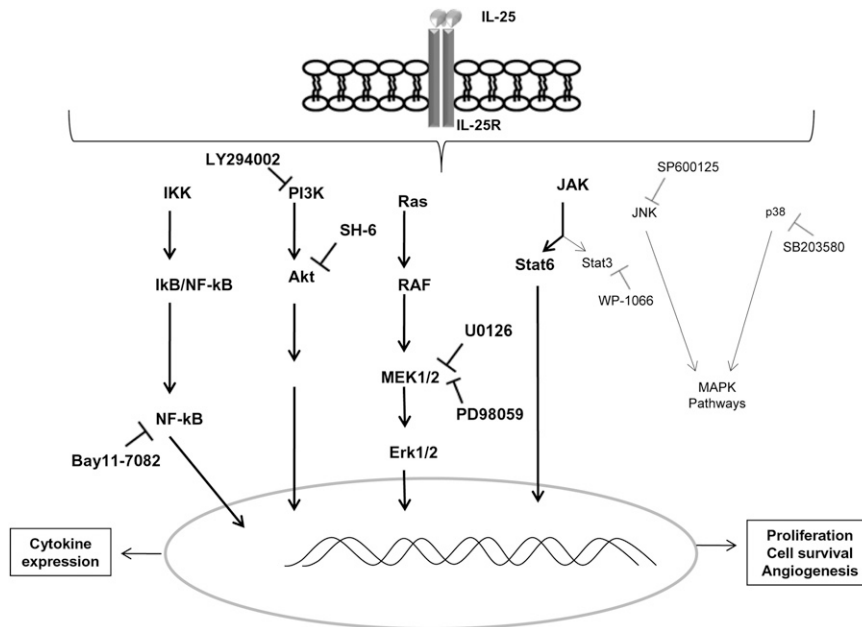 IL-25
IL-25R
LY294002
SP600125
IKK
PI3K
Ras
JAK
JNK
p38
SH-6
SB203580
IkB/NF-kB
Akt
RAF
Stat6
Stat3
WP-1066
U0126
MEK1/2
MAPK
Pathways
NF-kB
PD98059
Bay11-7082
Erk1/2
Cytokine
expression
Proliferation
Cell survival
Angiogenesis